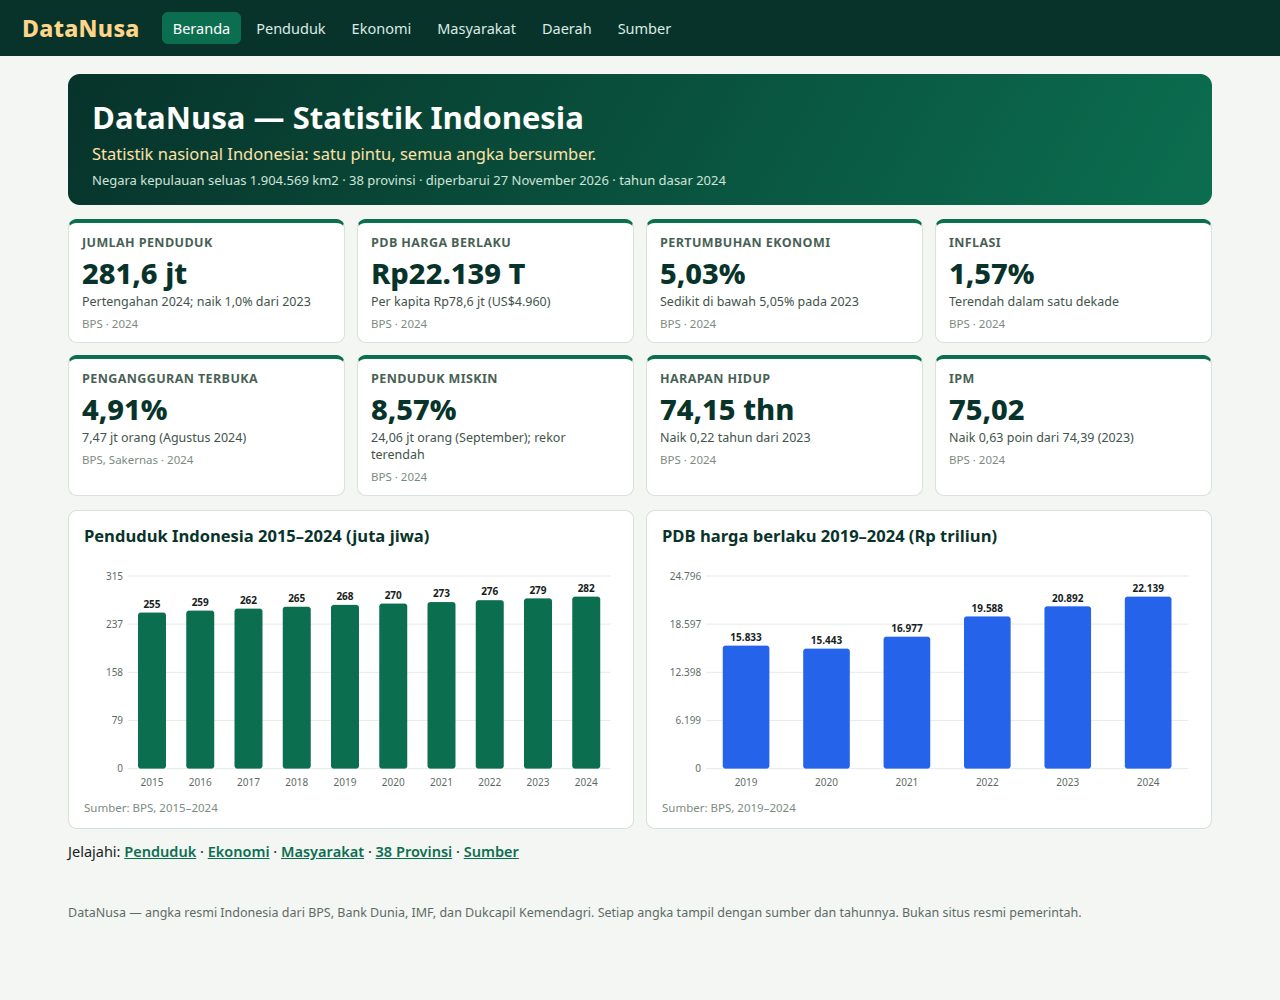 DataNusa
Beranda
Penduduk
Ekonomi
Masyarakat
Daerah
Sumber
DataNusa — Statistik Indonesia
Statistik nasional Indonesia: satu pintu, semua angka bersumber.
Negara kepulauan seluas 1.904.569 km2 · 38 provinsi · diperbarui 27 November 2026 · tahun dasar 2024
JUMLAH PENDUDUK
281,6 jt
Pertengahan 2024; naik 1,0% dari 2023
BPS · 2024
PDB HARGA BERLAKU
Rp22.139 T
Per kapita Rp78,6 jt (US$4.960)
BPS · 2024
PERTUMBUHAN EKONOMI
5,03%
Sedikit di bawah 5,05% pada 2023
BPS · 2024
INFLASI
1,57%
Terendah dalam satu dekade
BPS · 2024
PENGANGGURAN TERBUKA
4,91%
7,47 jt orang (Agustus 2024)
BPS, Sakernas · 2024
PENDUDUK MISKIN
8,57%
24,06 jt orang (September); rekor
terendah
BPS · 2024
HARAPAN HIDUP
74,15 thn
Naik 0,22 tahun dari 2023
BPS · 2024
IPM
75,02
Naik 0,63 poin dari 74,39 (2023)
BPS · 2024
Penduduk Indonesia 2015–2024 (juta jiwa)
315
237
158
79
0
255
259
262
265
268
270
273
276
279
282
2015
2016
2017
2018
2019
2020
2021
2022
2023
2024
Sumber: BPS, 2015–2024
PDB harga berlaku 2019–2024 (Rp triliun)
24.796
18.597
12.398
6.199
0
15.833
15.443
16.977
19.588
20.892
22.139
2019
2020
2021
2022
2023
2024
Sumber: BPS, 2019–2024
Jelajahi: Penduduk · Ekonomi · Masyarakat · 38 Provinsi · Sumber
DataNusa — angka resmi Indonesia dari BPS, Bank Dunia, IMF, dan Dukcapil Kemendagri. Setiap angka tampil dengan sumber dan tahunnya. Bukan situs resmi pemerintah.